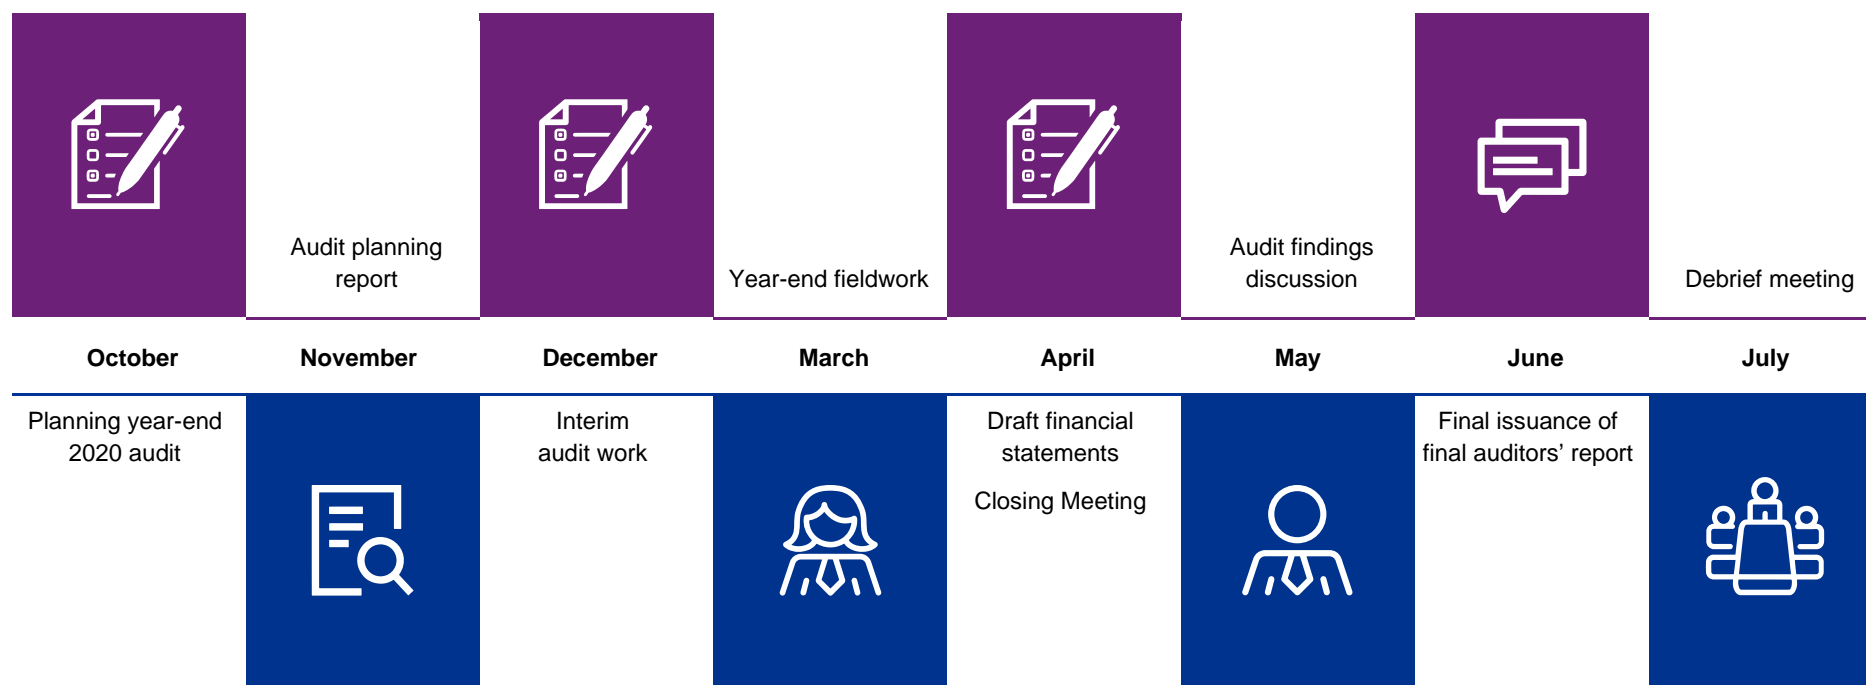 Audit planning
report
Year-end fieldwork
Audit findings
discussion
Debrief meeting
October
November
December
March
April
May
June
July
Planning year-end
2020 audit
Interim
audit work
Draft financial
statements
Closing Meeting
Final issuance of
final auditors’ report